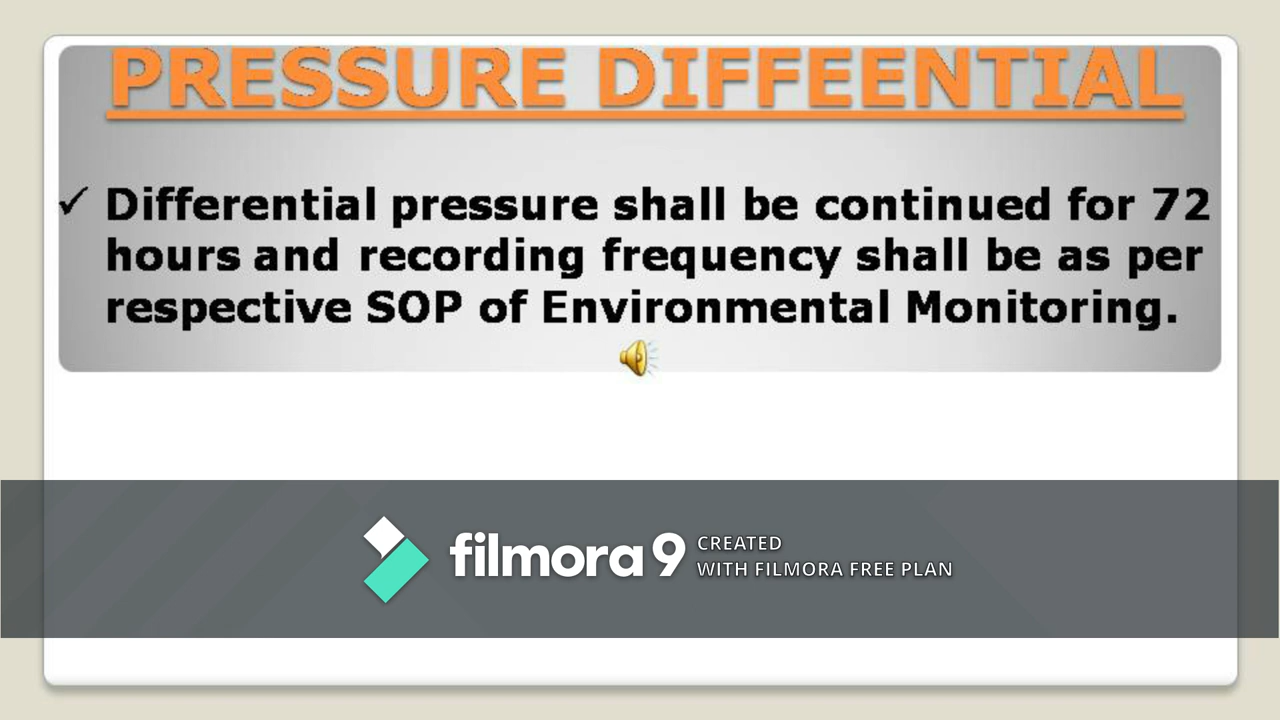 PRESSURE DIFFEENTIAL
✓ Differential pressure shall be continued for 72
hours and recording frequency shall be as per
respective SOP of Environmental Monitoring.
filmora 9 CREATED
WITH FILMORA FREE PLAN